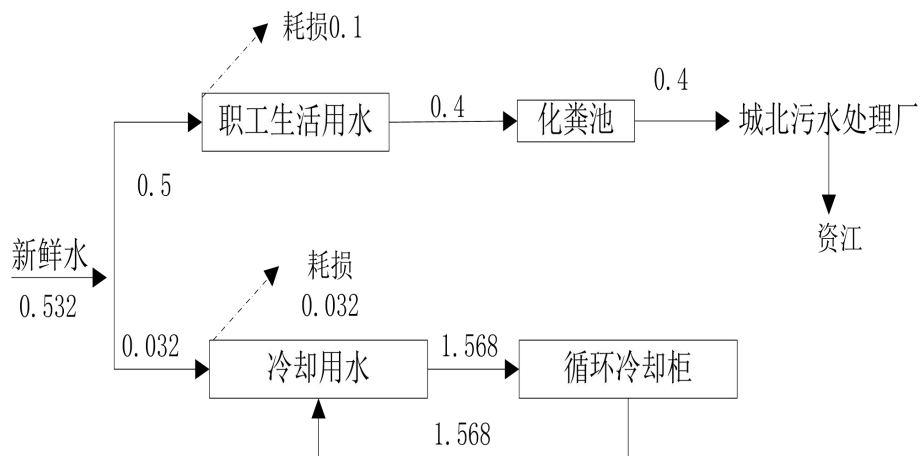 耗损0.1
0.4
职工生活用水
0.4
化粪池
城北污水处理厂
0.5
资江
新鲜水
耗损
0.532
0.032
0.032
1.568
冷却用水
循环冷却柜
1.568